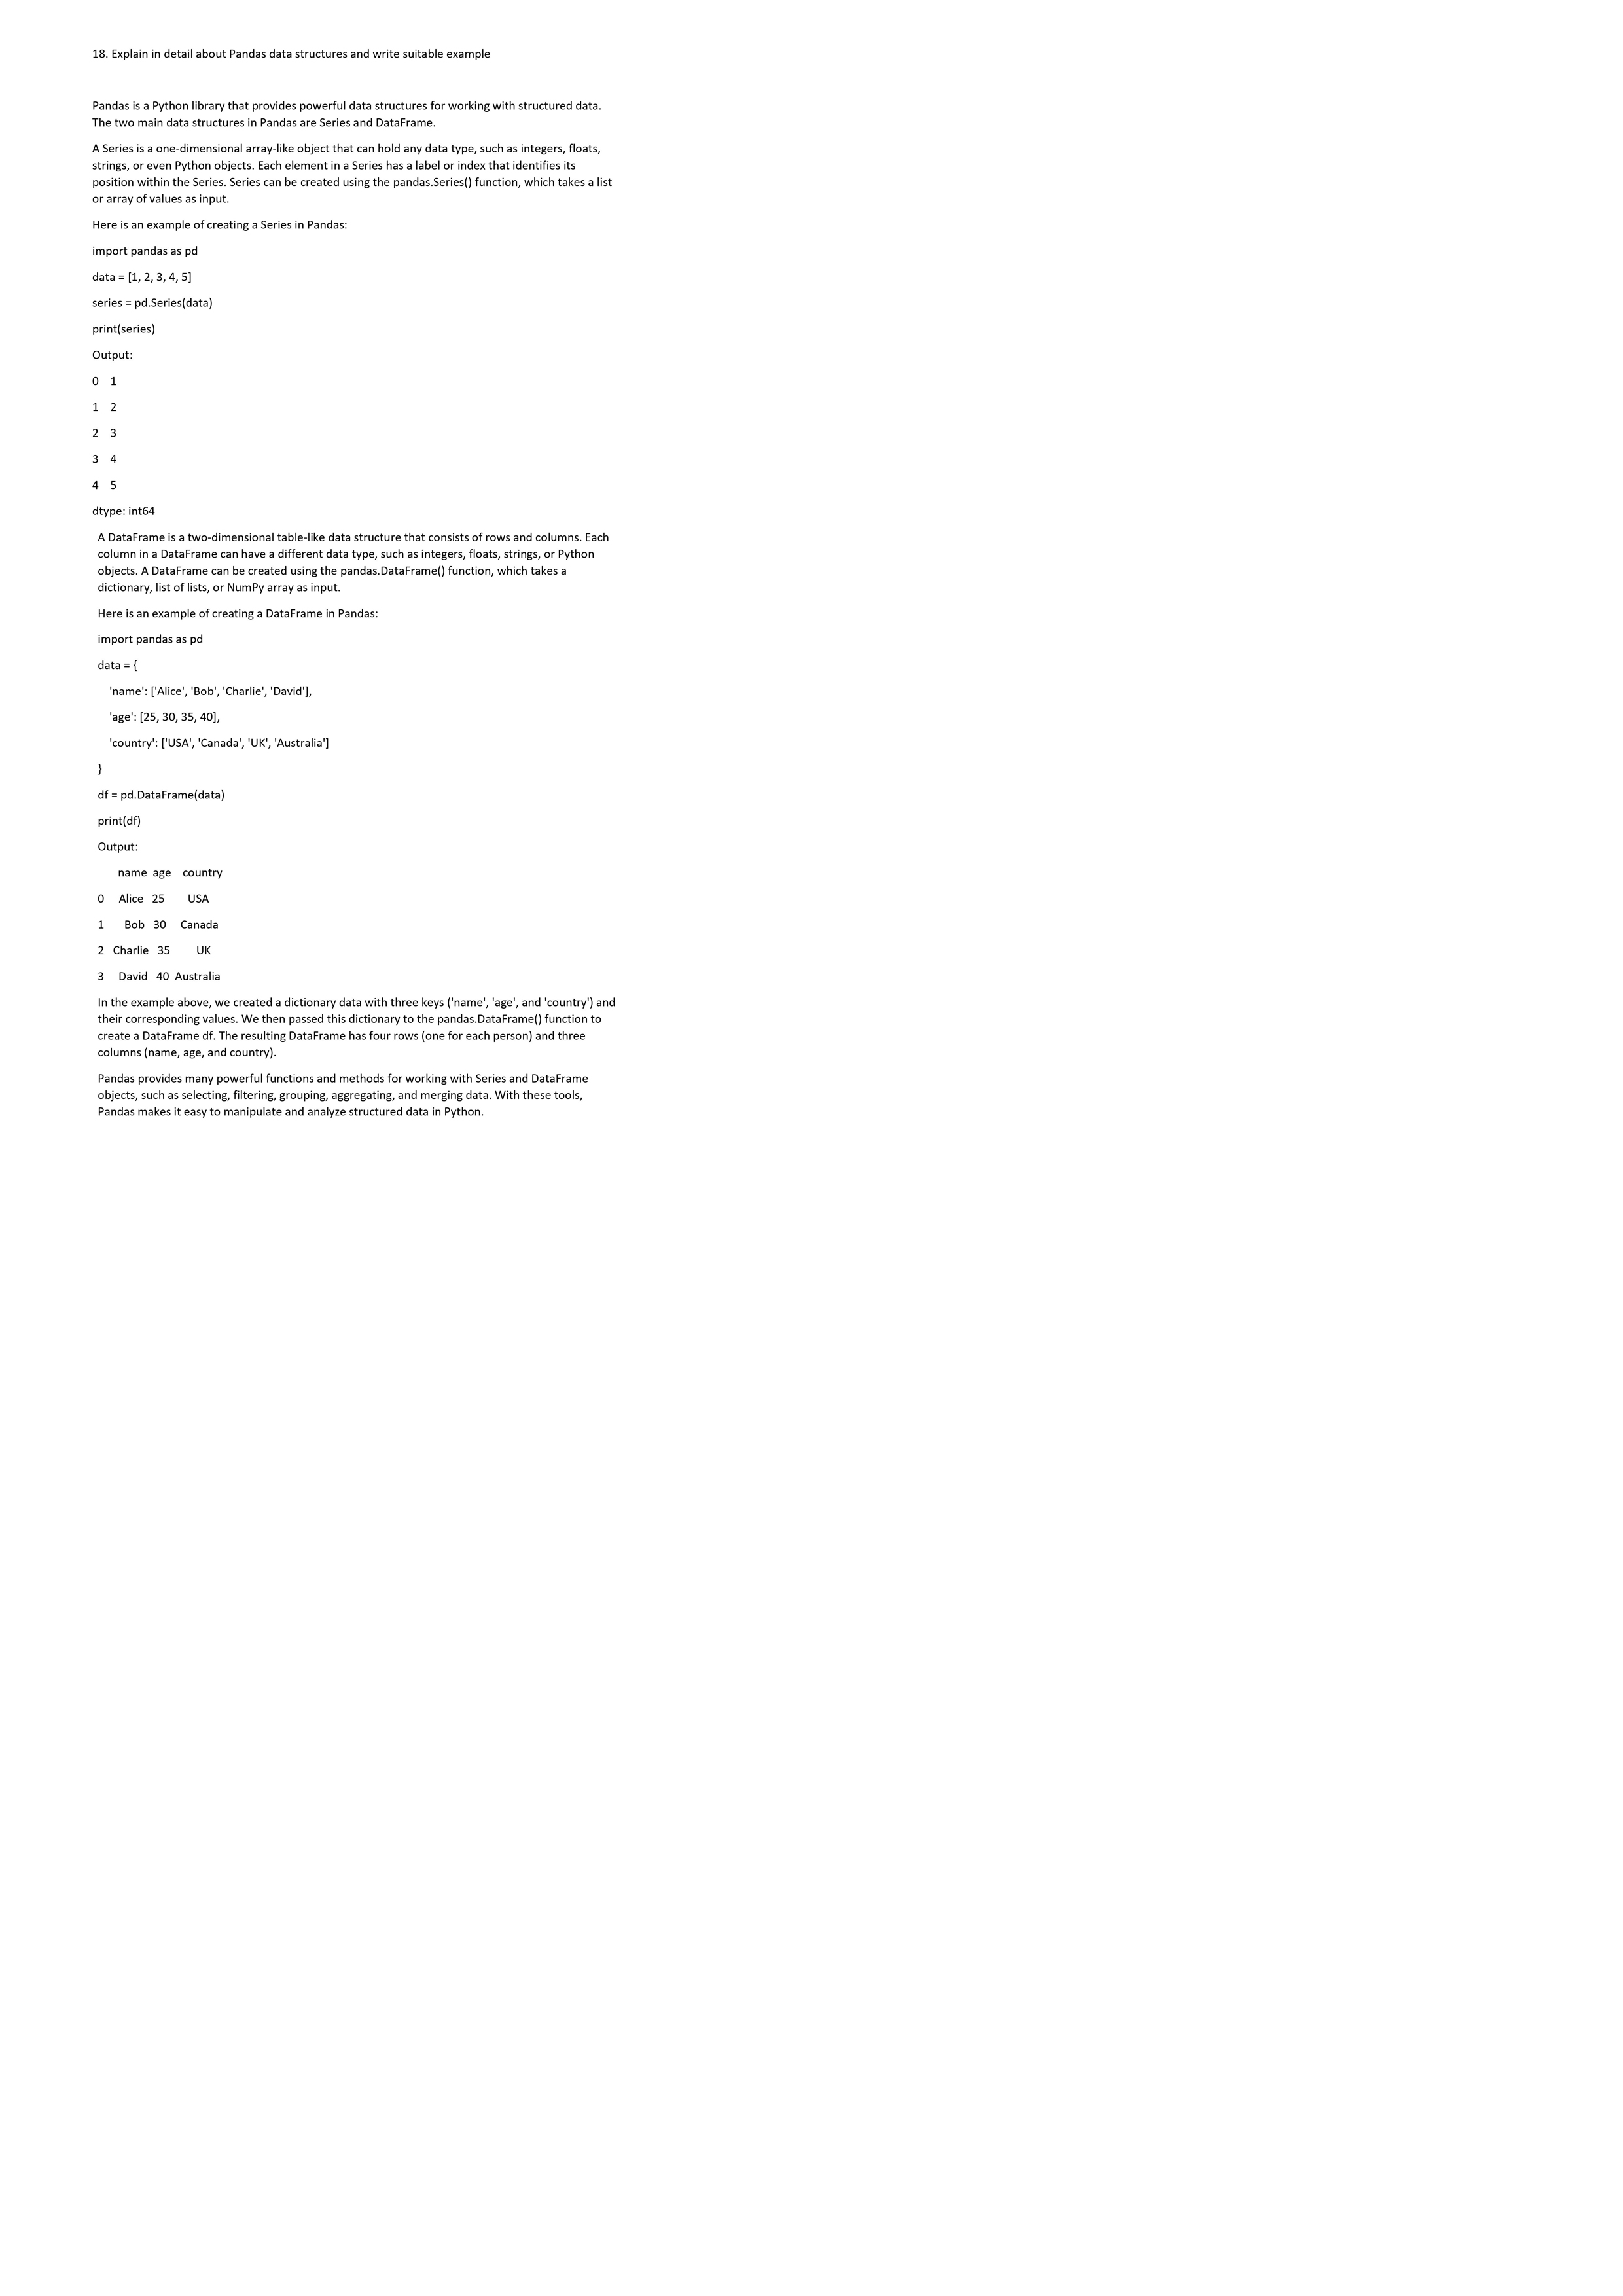 18. Explain in detail about Pandas data structures and write suitable example
Pandas is a Python library that provides powerful data structures for working with structured data.
The two main data structures in Pandas are Series and DataFrame.
A Series is a one-dimensional array-like object that can hold any data type, such as integers, floats,
strings, or even Python objects. Each element in a Series has a label or index that identifies its
position within the Series. Series can be created using the pandas.Series() function, which takes a list
or array of values as input.
Here is an example of creating a Series in Pandas:
import pandas as pd
data = [1, 2, 3, 4, 5]
series = pd.Series(data)
print(series)
Output:
0    1
1    2
2    3
3    4
4    5
dtype: int64
A DataFrame is a two-dimensional table-like data structure that consists of rows and columns. Each
column in a DataFrame can have a different data type, such as integers, floats, strings, or Python
objects. A DataFrame can be created using the pandas.DataFrame() function, which takes a
dictionary, list of lists, or NumPy array as input.
Here is an example of creating a DataFrame in Pandas:
import pandas as pd
data = {
    'name': ['Alice', 'Bob', 'Charlie', 'David'],
    'age': [25, 30, 35, 40],
    'country': ['USA', 'Canada', 'UK', 'Australia']
}
df = pd.DataFrame(data)
print(df)
Output:
       name  age    country
0     Alice   25        USA
1       Bob   30     Canada
2   Charlie   35         UK
3     David   40  Australia
In the example above, we created a dictionary data with three keys ('name', 'age', and 'country') and
their corresponding values. We then passed this dictionary to the pandas.DataFrame() function to
create a DataFrame df. The resulting DataFrame has four rows (one for each person) and three
columns (name, age, and country).
Pandas provides many powerful functions and methods for working with Series and DataFrame
objects, such as selecting, filtering, grouping, aggregating, and merging data. With these tools,
Pandas makes it easy to manipulate and analyze structured data in Python.